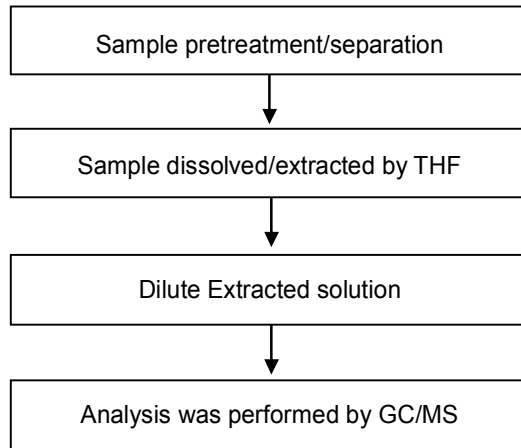 Sample pretreatment/separation
Sample dissolved/extracted by THF
Dilute Extracted solution
Analysis was performed by GC/MS